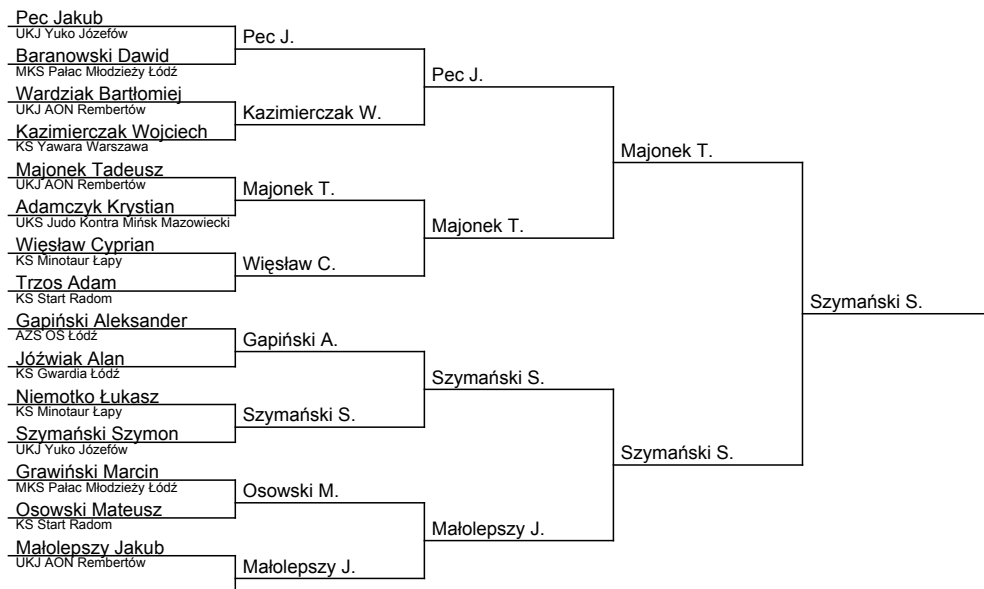 Pec Jakub
UKJ Yuko Józefów
Baranowski Dawid
MKS Pałac Młodzieży Łódź
Wardziak Bartłomiej
UKJ AON Rembertów
Kazimierczak Wojciech
KS Yawara Warszawa
Majonek Tadeusz
UKJ AON Rembertów
Adamczyk Krystian
UKS Judo Kontra Mińsk Mazowiecki
Więsław Cyprian
KS Minotaur Łapy
Trzos Adam
KS Start Radom
Gapiński Aleksander
AZS OŚ Łódź
Jóźwiak Alan
KS Gwardia Łódź
Niemotko Łukasz
KS Minotaur Łapy
Szymański Szymon
UKJ Yuko Józefów
Grawiński Marcin
MKS Pałac Młodzieży Łódź
Osowski Mateusz
KS Start Radom
Małolepszy Jakub
UKJ AON Rembertów
Pec J.
Kazimierczak W.
Majonek T.
Więsław C.
Gapiński A.
Szymański S.
Osowski M.
Małolepszy J.
Pec J.
Majonek T.
Szymański S.
Małolepszy J.
Majonek T.
Szymański S.
Szymański S.